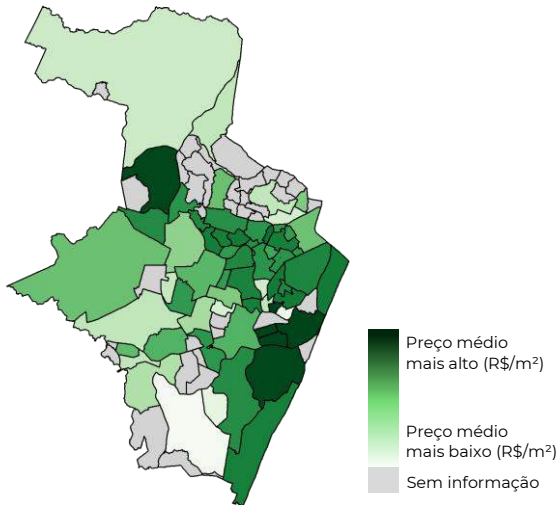 Preço médio
mais alto (R$/m²)
Preço médio
mais baixo (R$/m²)
Sem informação